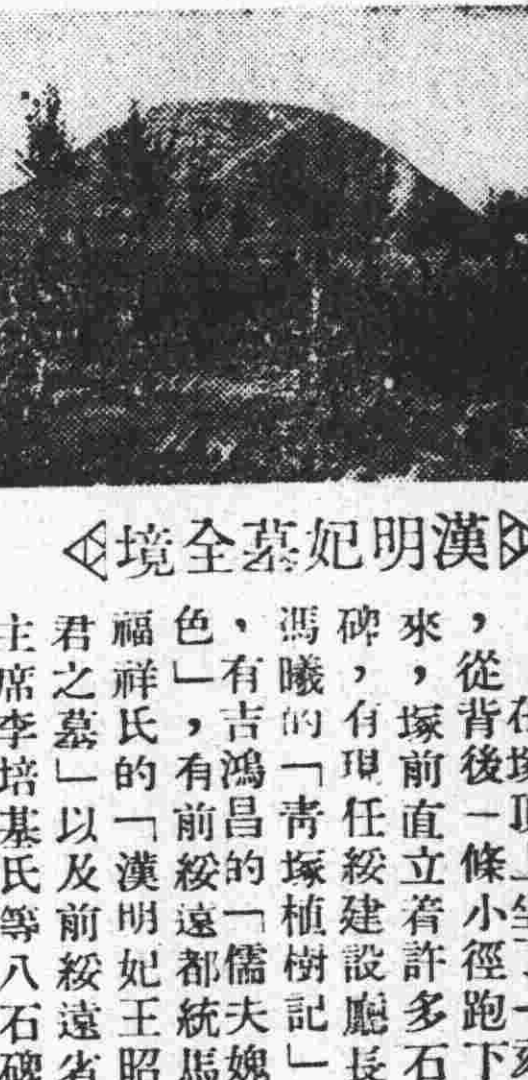 漢明妃墓全境
，從背後一條小徑跑下
來，塚前直立着許多石
碑，有現任綏建設廳長
馮曦的「青塚植樹記」
，有吉鴻昌的「儒夫媿
色」，有前綏遠都統馬
福祥氏的「漢明妃王昭
君之墓」以及前綏遠省
主席李培基氏等八石碑